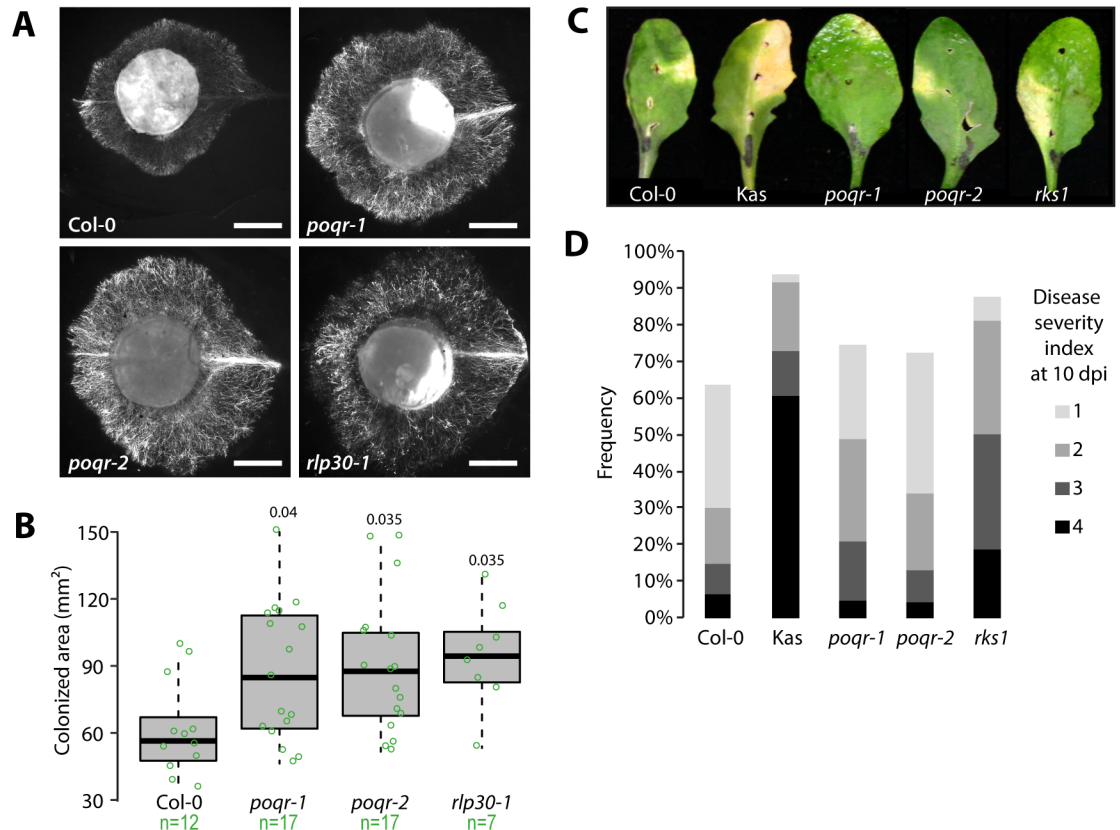 A
Col-0
poqr-1
poqr-2
rlp30-1
B
Colonized area (mm²)
150
120
90
60
30
0.04
0.035
0.035
Col-0
poqr-1
poqr-2
rlp30-1
n=12
n=17
n=17
n=7
C
Col-0
Kas
poqr-1
poqr-2
rks1
D
Frequency
100%
90%
80%
70%
60%
50%
40%
30%
20%
10%
0%
Col-0
Kas
poqr-1
poqr-2
rks1
Disease
severity
index
at 10 dpi
1
2
3
4